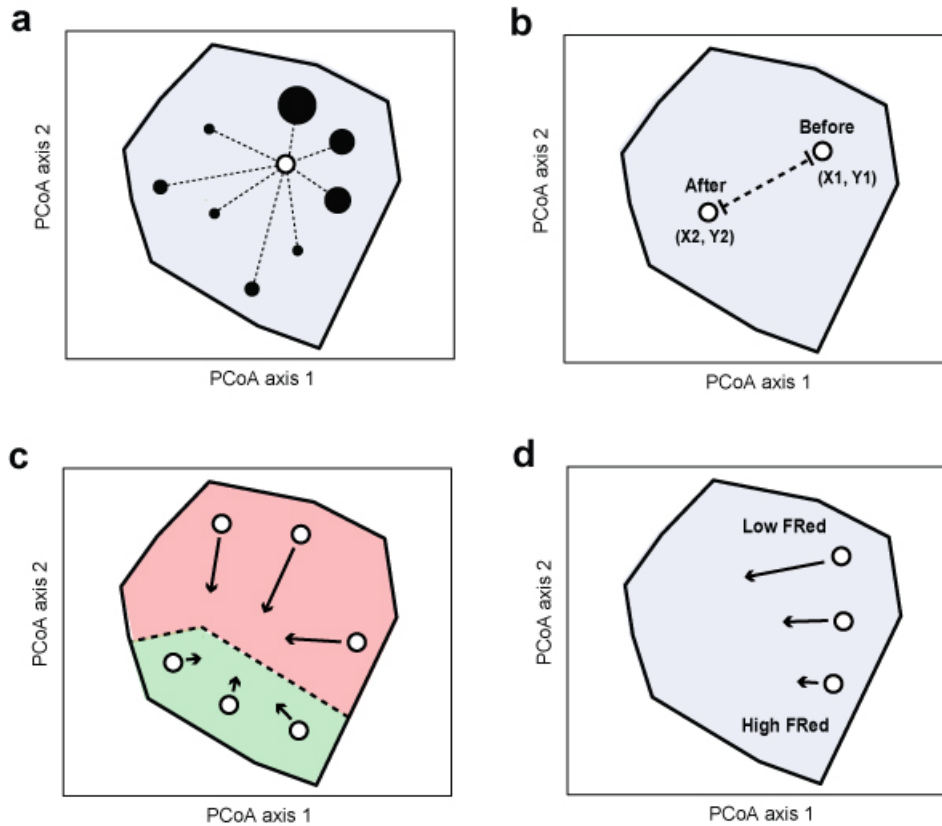 a
PCoA axis 2
PCoA axis 1
b
PCoA axis 2
Before
(X1, Y1)
After
(X2, Y2)
PCoA axis 1
c
PCoA axis 2
PCoA axis 1
d
PCoA axis 2
Low FRed
High FRed
PCoA axis 1